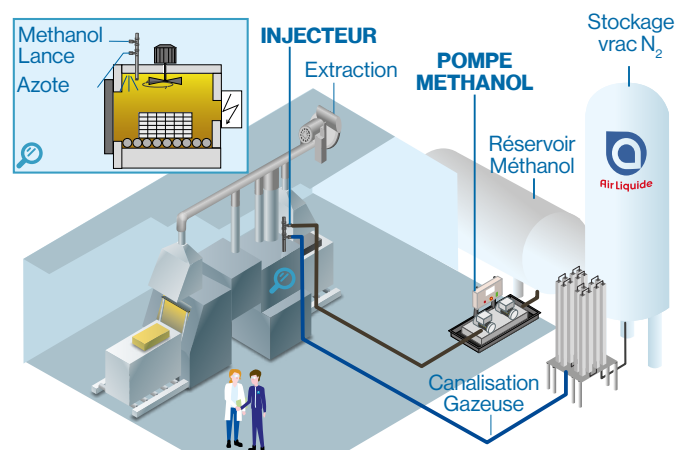 Methanol
Lance
Azote
INJECTEUR
Extraction
POMPE
METHANOL
Stockage
vrac N₂
Réservoir
Méthanol
Air Liquide
Canalisation
Gazeuse